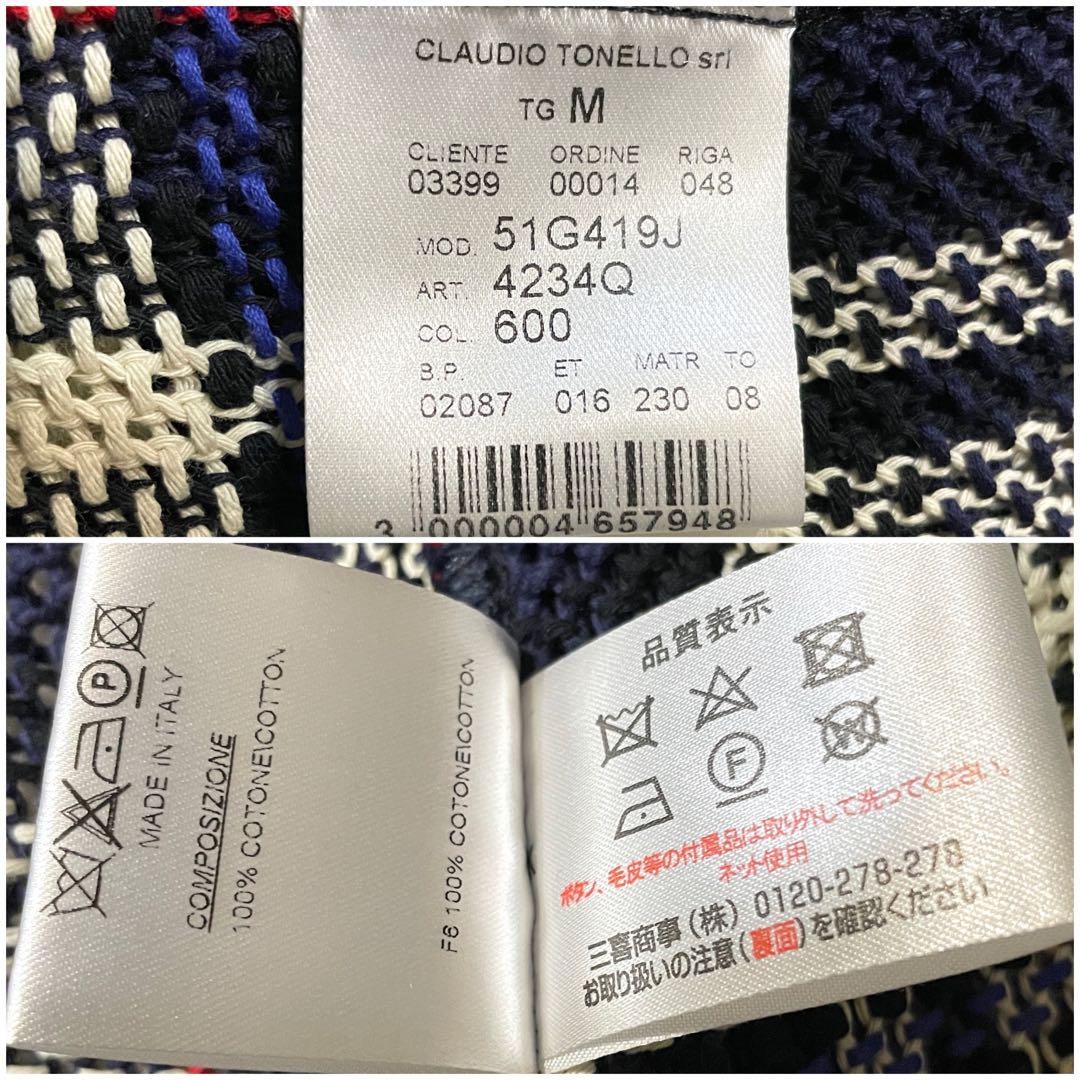 CLAUDIO TONELLO srl
TG M
CLIENTE ORDINE RIGA
03399 00014 048
MOD. 51G419J
ART. 4234Q
COL. 600
B.P. ET MATR TO
02087 016 230 08
3 000004 657948
P
MADE IN ITALY
COMPOSIZIONE
100% COTONE\COTTON
F6 100% COTONE\COTTON
品質表示
F
W
ボタン、毛皮等の付属品は取り外して洗ってください。
ネット使用
三喜商事(株) 0120-278-278
お取り扱いの注意(裏面)を確認ください